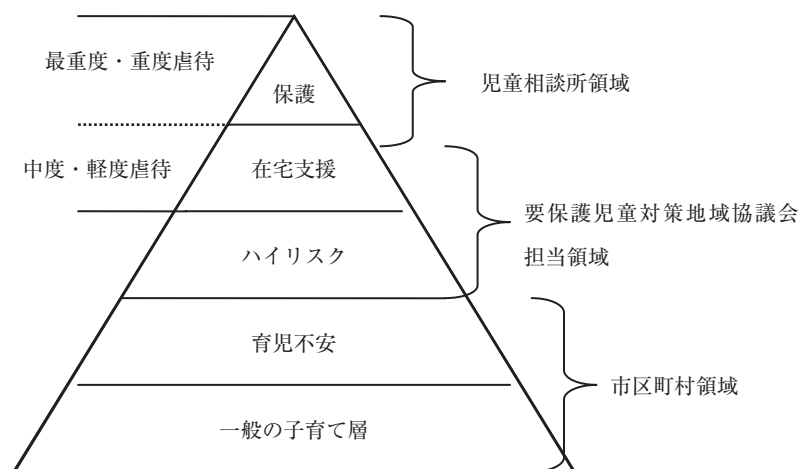 最重度・重度虐待
保護
児童相談所領域
中度・軽度虐待
在宅支援
要保護児童対策地域協議会
担当領域
ハイリスク
育児不安
市区町村領域
一般の子育て層